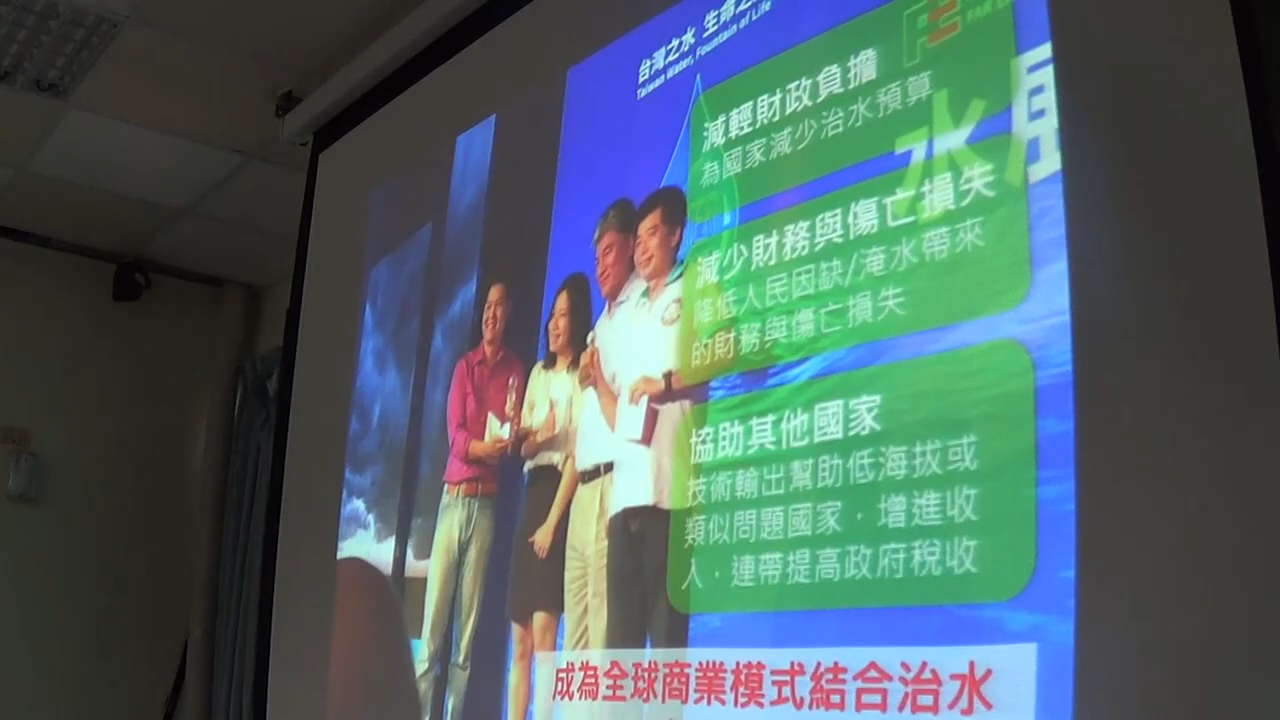 台灣之水 生命之
Taiwan Water, Fountain of Life
減輕財政負擔
為國家減少治水預算
水
減少財務與傷亡損失
降低人民因缺/淹水帶來
的財務與傷亡損失
協助其他國家
技術輸出幫助低海拔或
類似問題國家，增進收
人，連帶提高政府稅收
成為全球商業模式結合治水